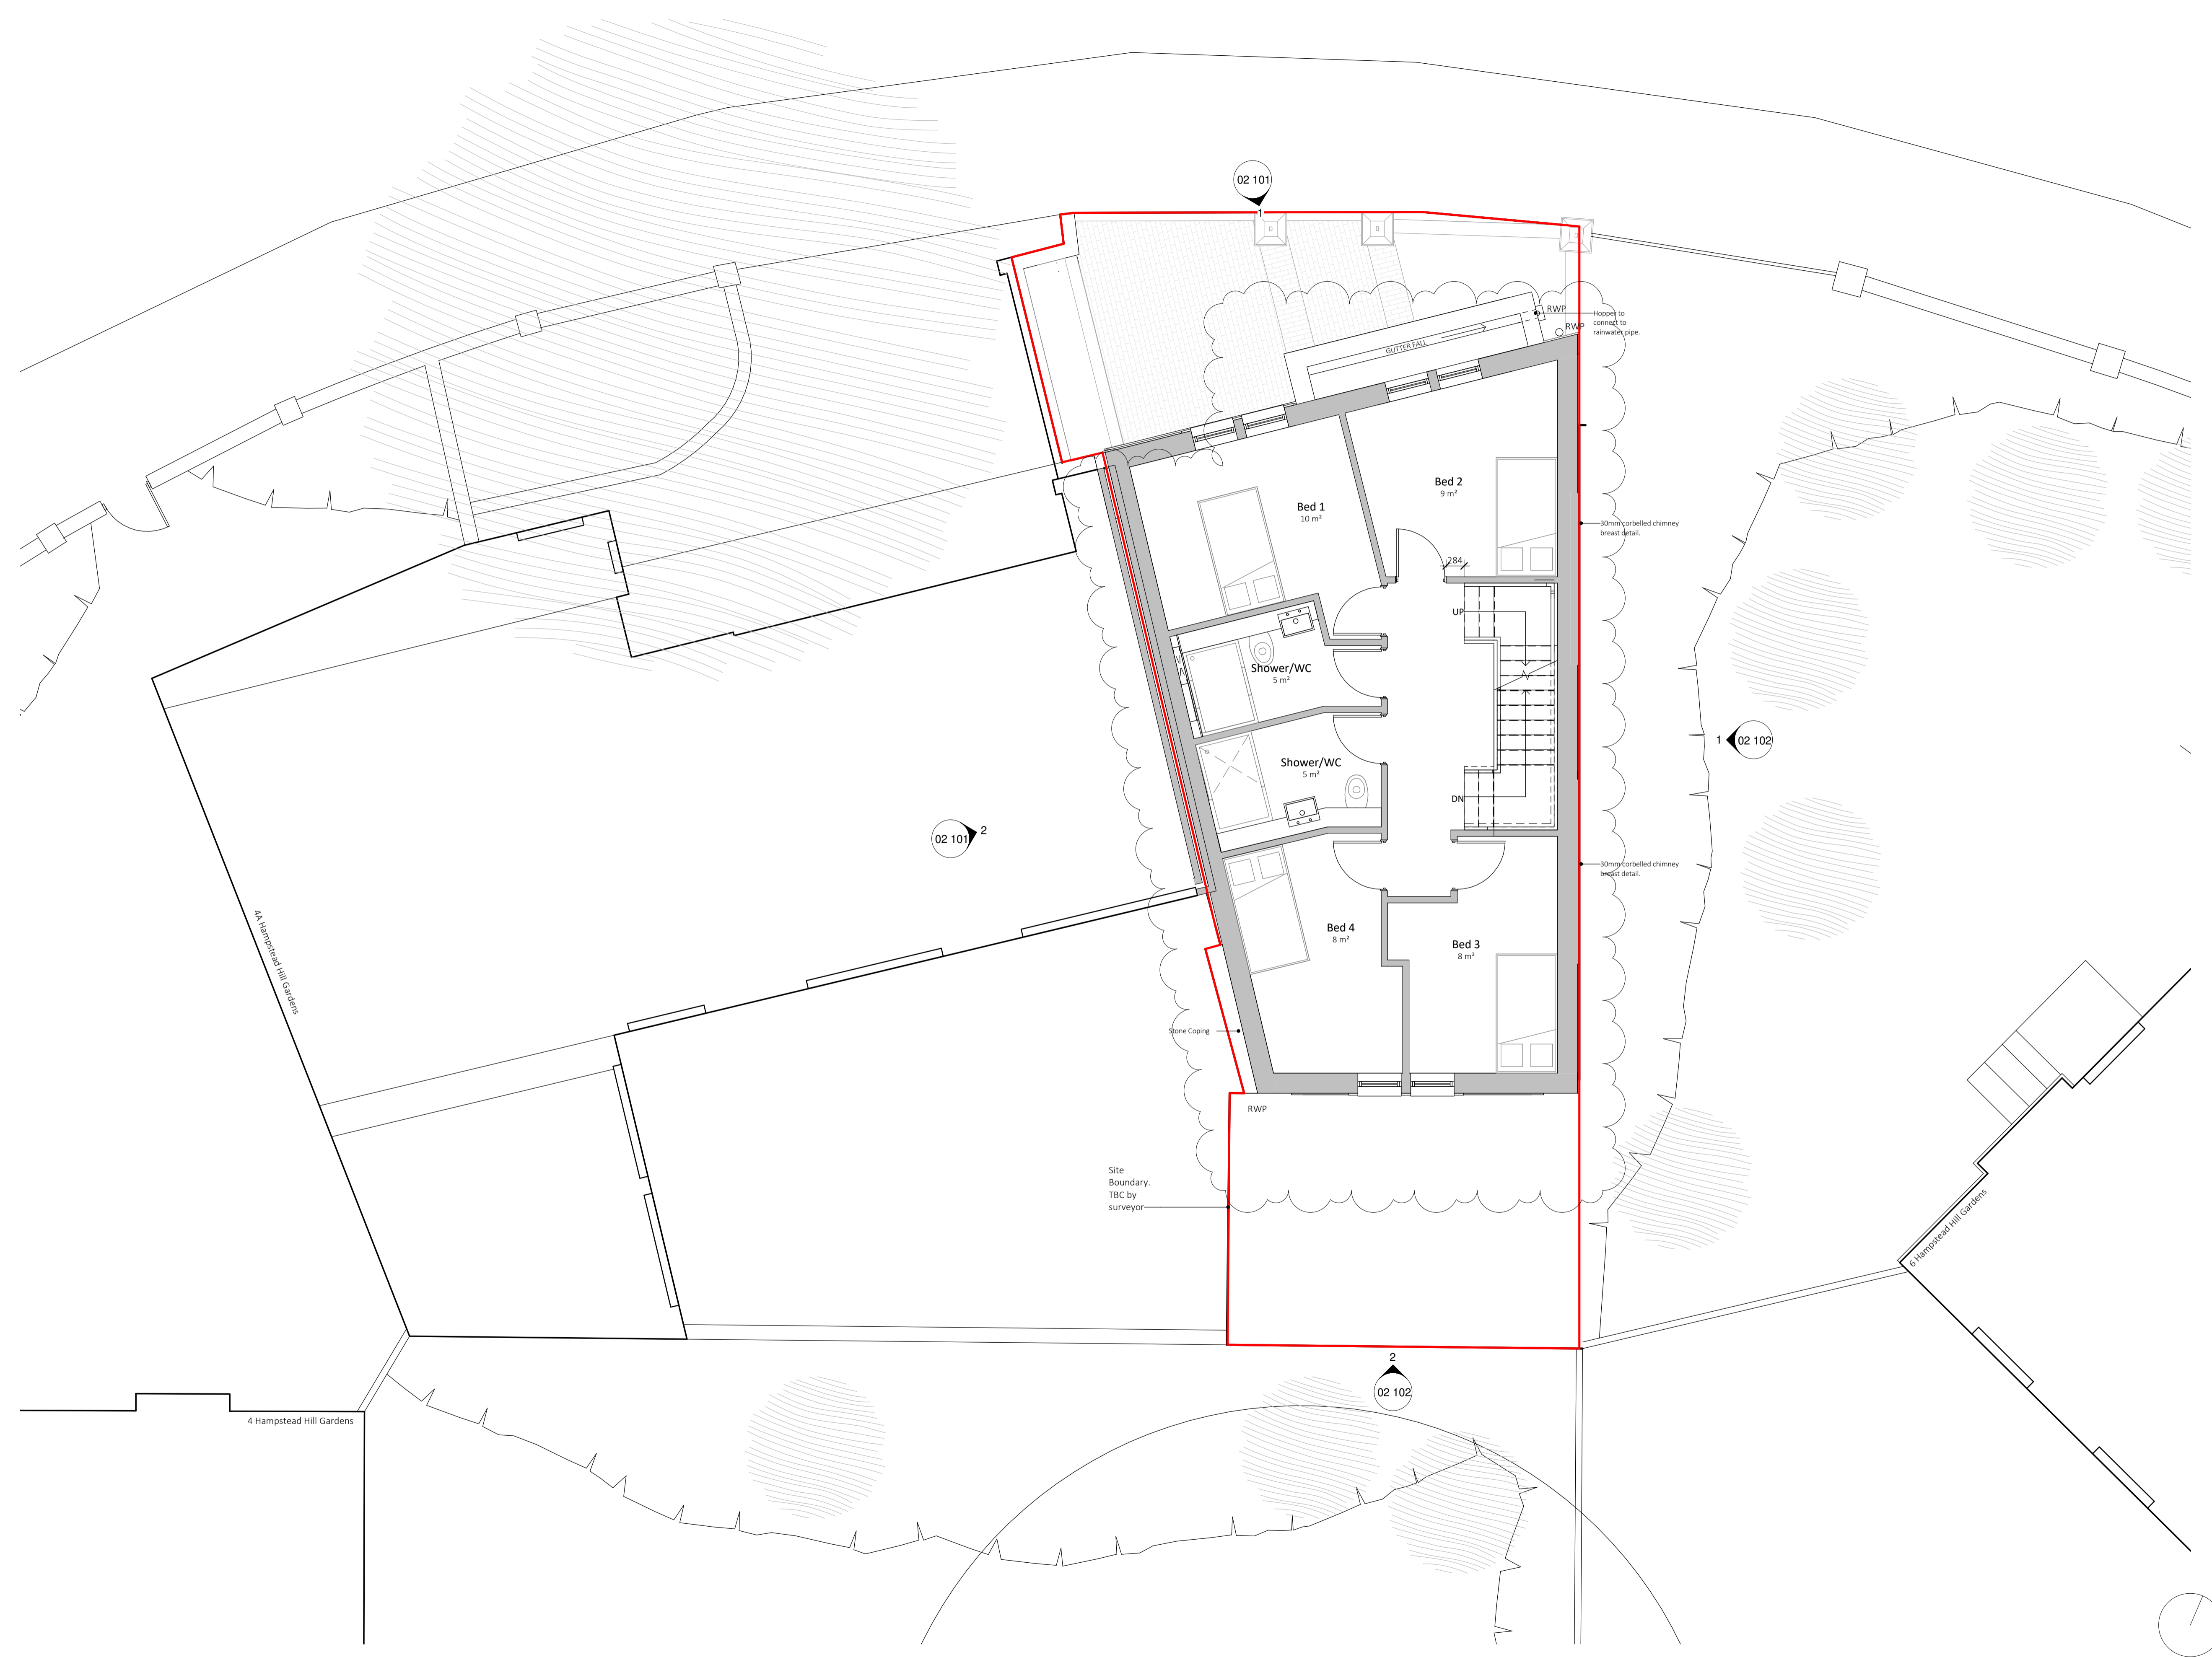 02 101
1
RWP
Hopper to
connect to
rainwater pipe.
RWP
GUTTER FALL
Bed 2
9 m²
Bed 1
10 m²
30mm corbelled chimney
breast detail.
284
UP
Shower/WC
5 m²
1
02 102
Shower/WC
5 m²
DN
02 101
2
30mm corbelled chimney
breast detail.
4A Hampstead Hill Gardens
Bed 4
8 m²
Bed 3
8 m²
Stone Coping
RWP
Site
Boundary.
TBC by
surveyor
6 Hampstead Hill Gardens
2
02 102
4 Hampstead Hill Gardens